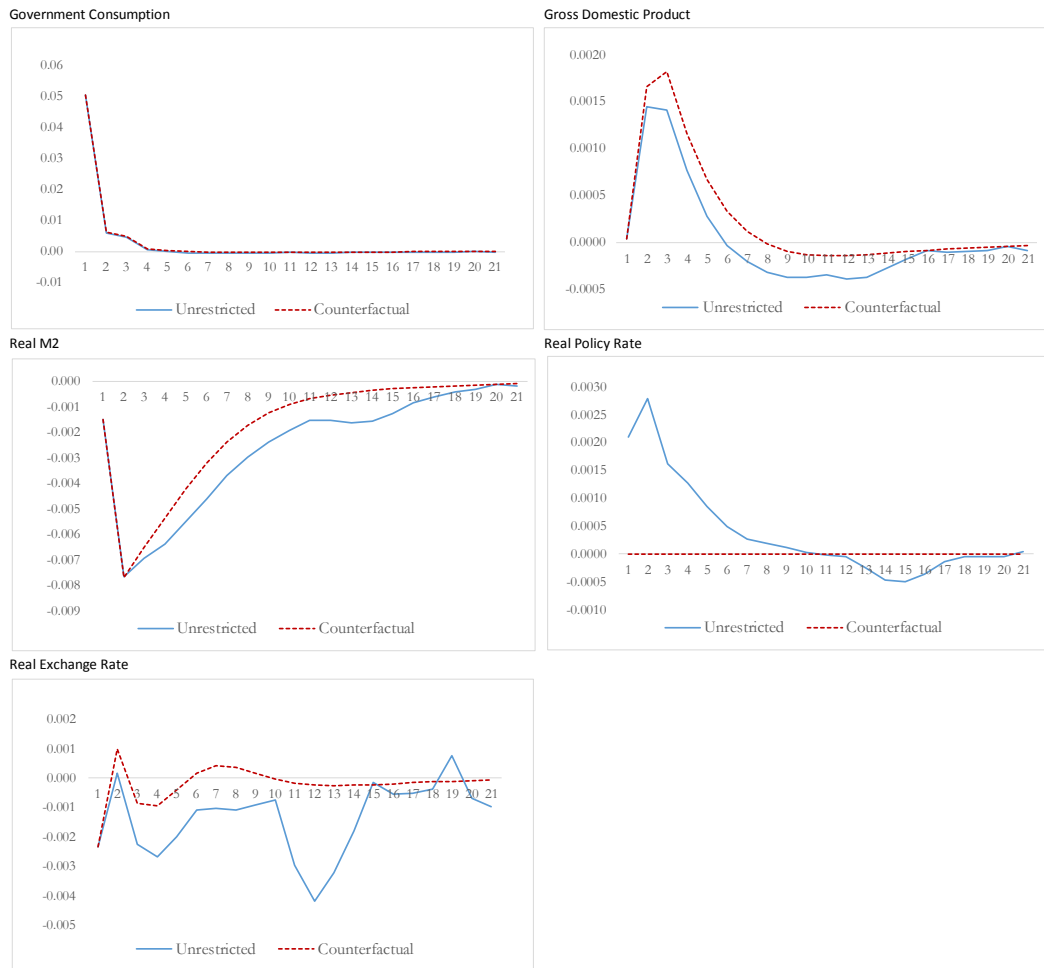 Government Consumption
0.06
0.05
0.04
0.03
0.02
0.01
0.00
1 2 3 4 5 6 7 8 9 10 11 12 13 14 15 16 17 18 19 20 21
-0.01
Unrestricted Counterfactual
Gross Domestic Product
0.0020
0.0015
0.0010
0.0005
0.0000
1 2 3 4 5 6 7 8 9 10 11 12 13 14 15 16 17 18 19 20 21
-0.0005
Unrestricted Counterfactual
Real M2
0.000
1 2 3 4 5 6 7 8 9 10 11 12 13 14 15 16 17 18 19 20 21
-0.001
-0.002
-0.003
-0.004
-0.005
-0.006
-0.007
-0.008
-0.009
Unrestricted Counterfactual
Real Policy Rate
0.0030
0.0025
0.0020
0.0015
0.0010
0.0005
0.0000
1 2 3 4 5 6 7 8 9 10 11 12 13 14 15 16 17 18 19 20 21
-0.0005
-0.0010
Unrestricted Counterfactual
Real Exchange Rate
0.002
0.001
0.000
1 2 3 4 5 6 7 8 9 10 11 12 13 14 15 16 17 18 19 20 21
-0.001
-0.002
-0.003
-0.004
-0.005
Unrestricted Counterfactual